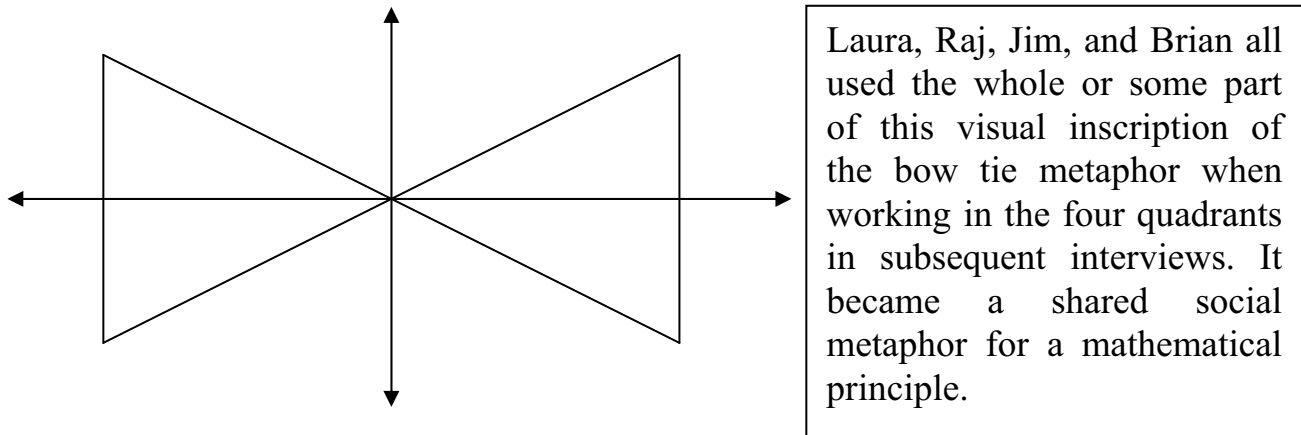 Laura, Raj, Jim, and Brian all
used the whole or some part
of this visual inscription of
the bow tie metaphor when
working in the four quadrants
in subsequent interviews. It
became a shared social
metaphor for a mathematical
principle.